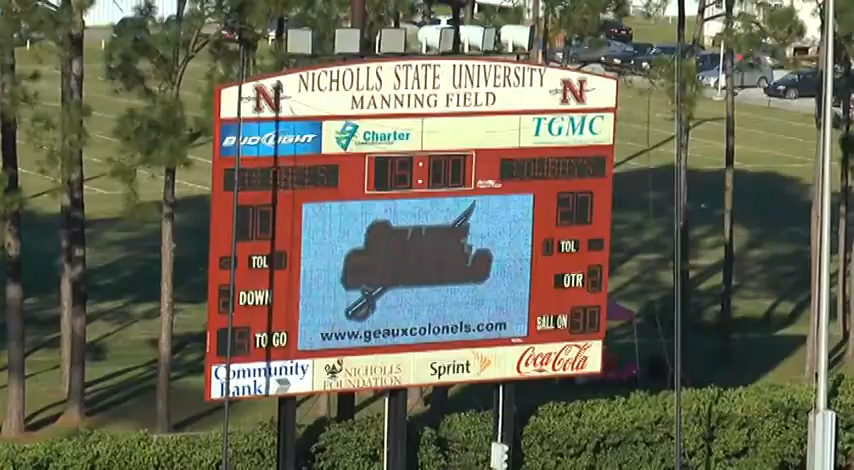 NICHOLLS STATE UNIVERSITY
N MANNING FIELD N
BUD LIGHT Charter TGMC
15:00 COWBOYS
10 20
TOL TOL
DOWN QTR
TO GO BALL ON 30
www.geauxcolonels.com
Community Bank NICHOLLS FOUNDATION Sprint Coca-Cola